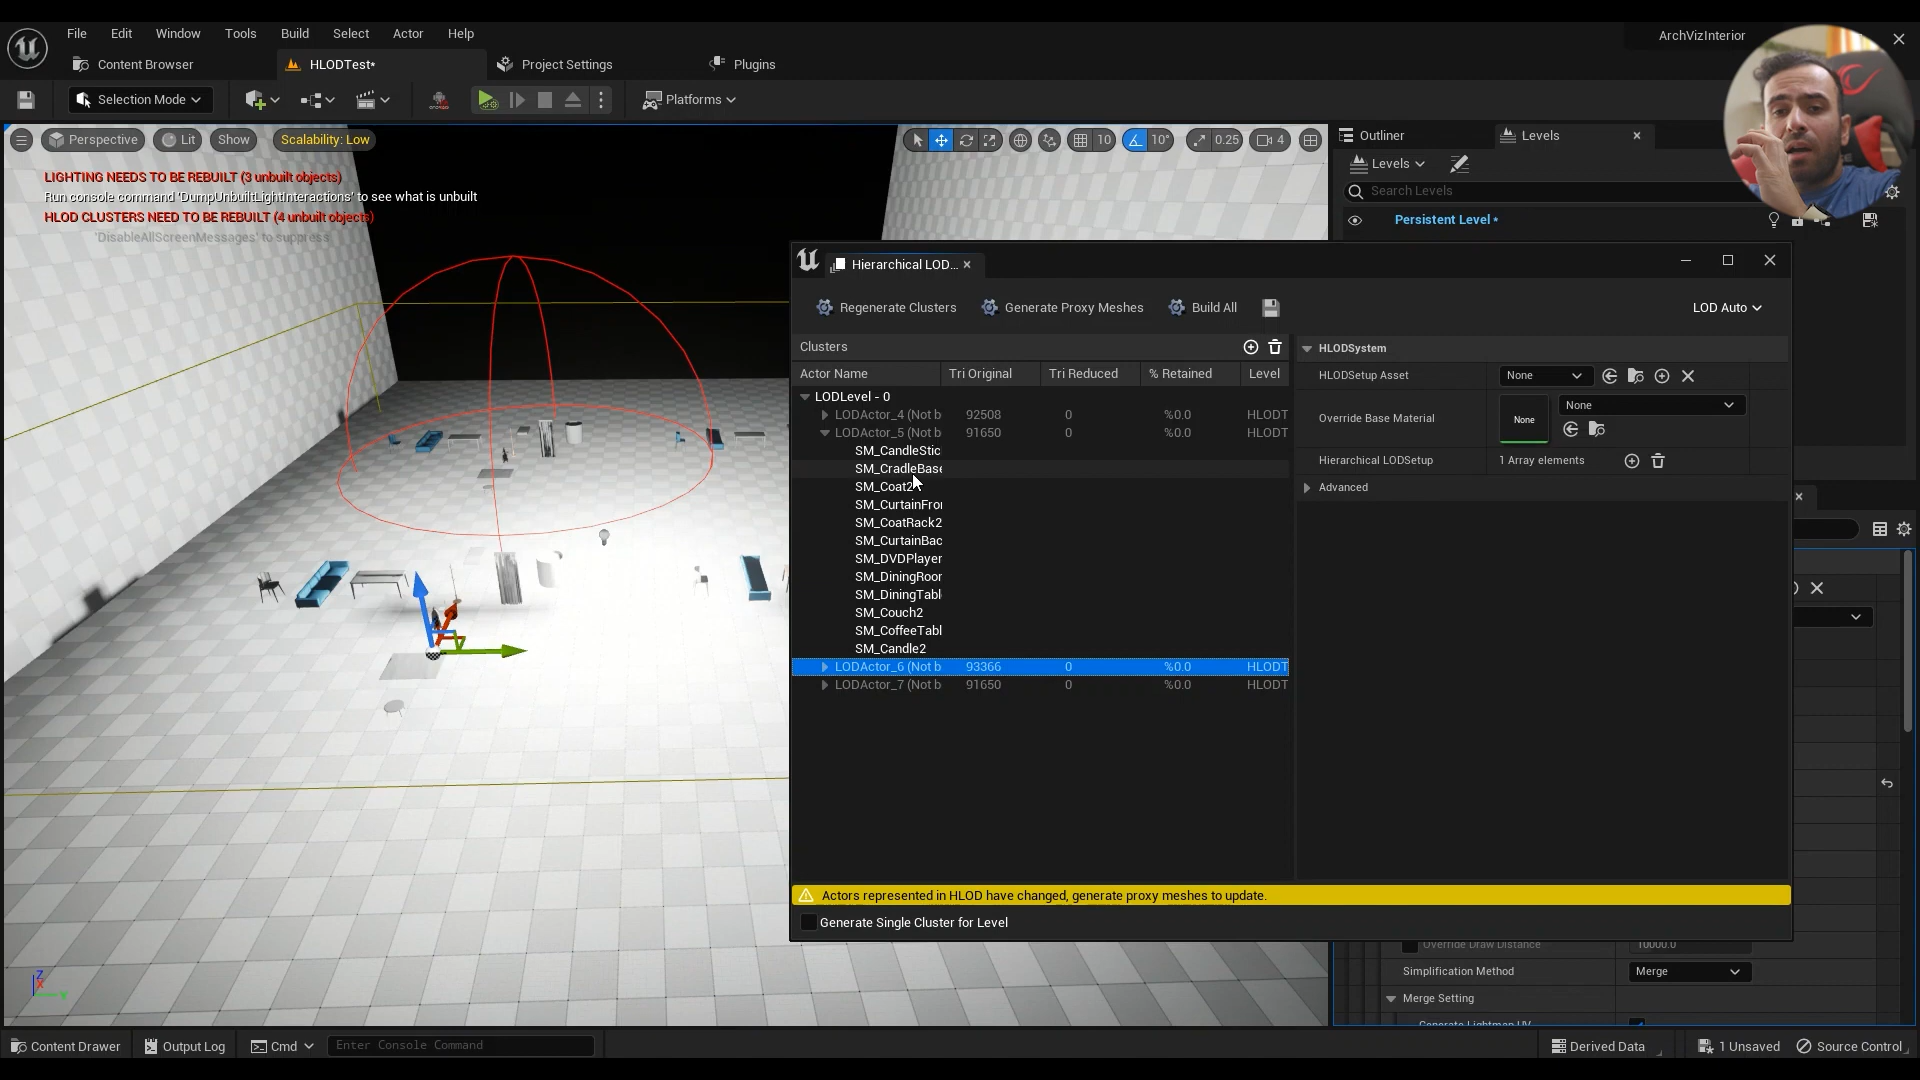 File Edit Window Tools Build Select Actor Help
ArchVizInterior
Content Browser
HLODTest*
Project Settings
Plugins
Selection Mode
Platforms
Perspective
Lit
Show
Scalability: Low
10
10°
0.25
4
LIGHTING NEEDS TO BE REBUILT (3 unbuilt objects)
Run console command 'DumpUnbuiltLightInteractions' to see what is unbuilt
HLOD CLUSTERS NEED TO BE REBUILT (4 unbuilt objects)
'DisableAllScreenMessages' to suppress
Outliner
Levels
Levels
Search Levels
Persistent Level *
Hierarchical LOD...
Regenerate Clusters
Generate Proxy Meshes
Build All
LOD Auto
Clusters
Actor Name Tri Original Tri Reduced % Retained Level
LODLevel - 0
LODActor_4 (Not b 92508 0 %0.0 HLODT
LODActor_5 (Not b 91650 0 %0.0 HLODT
SM_CandleStic
SM_CradleBase
SM_Coat2
SM_CurtainFro
SM_CoatRack2
SM_CurtainBac
SM_DVDPlayer
SM_DiningRoor
SM_DiningTabl
SM_Couch2
SM_CoffeeTabl
SM_Candle2
LODActor_6 (Not b 93366 0 %0.0 HLODT
LODActor_7 (Not b 91650 0 %0.0 HLODT
HLODSystem
HLODSetup Asset
None
Override Base Material
None
None
Hierarchical LODSetup
1 Array elements
Advanced
Actors represented in HLOD have changed, generate proxy meshes to update.
Generate Single Cluster for Level
Override Draw Distance
10000.0
Simplification Method
Merge
Merge Setting
Generate Lightmap UV
Z
X
Y
Content Drawer
Output Log
Cmd
Enter Console Command
Derived Data
1 Unsaved
Source Control